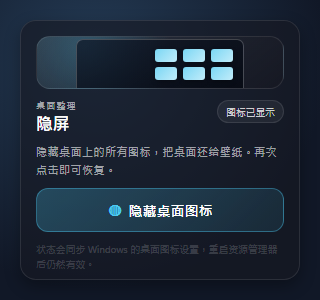 桌面整理
隐屏
图标已显示
隐藏桌面上的所有图标，把桌面还给壁纸。再次
点击即可恢复。
隐藏桌面图标
状态会同步 Windows 的桌面图标设置，重启资源管理器
后仍然有效。